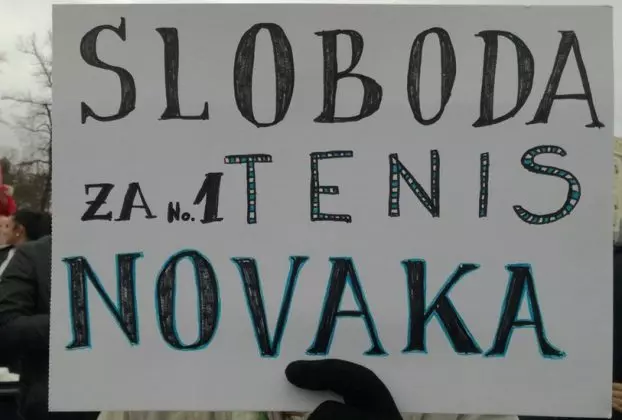 SLOBODA
ZA No.1 TENIS
NOVAKA